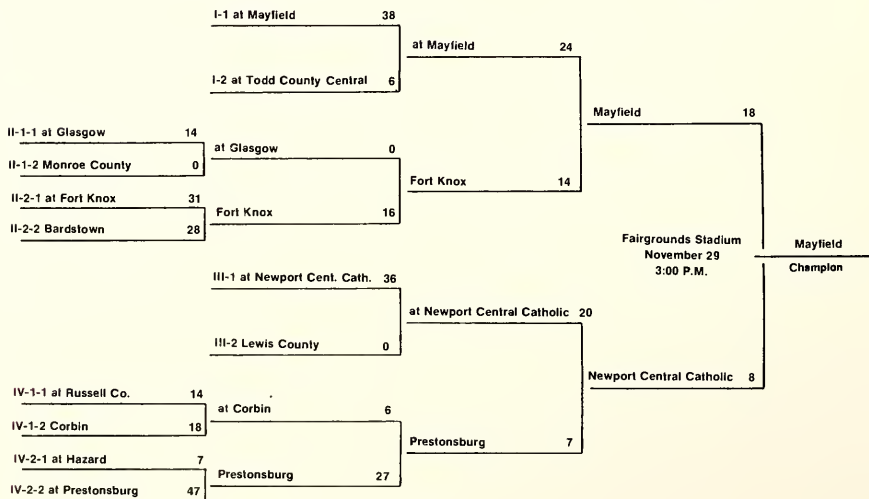 I-1 at Mayfield 38
I-2 at Todd County Central 6
II-1-1 at Glasgow 14
II-1-2 Monroe County 0
II-2-1 at Fort Knox 31
II-2-2 Bardstown 28
at Glasgow 0
Fort Knox 16
at Mayfield 24
Fort Knox 14
Mayfield 18
III-1 at Newport Cent. Cath. 36
III-2 Lewis County 0
IV-1-1 at Russell Co. 14
IV-1-2 Corbin 18
IV-2-1 at Hazard 7
IV-2-2 at Prestonsburg 47
at Corbin 6
Prestonsburg 27
at Newport Central Catholic 20
Prestonsburg 7
Newport Central Catholic 8
Fairgrounds Stadium
November 29
3:00 P.M.
Mayfield
Champion